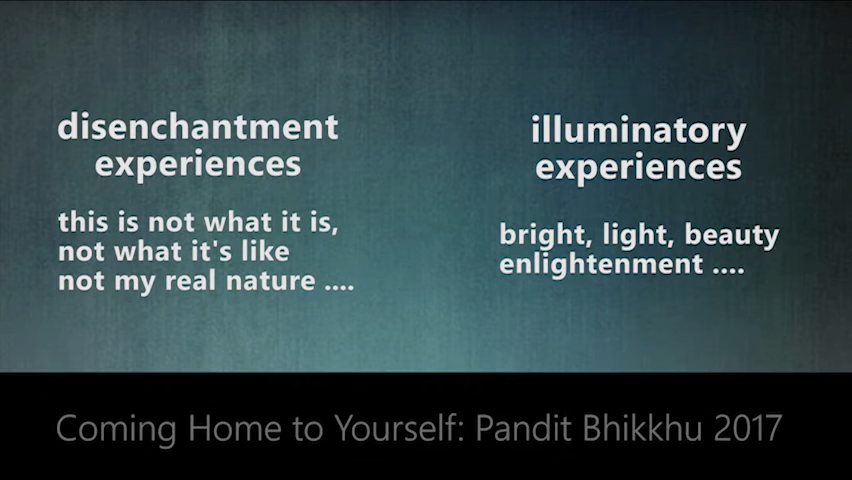 disenchantment
experiences
this is not what it is,
not what it's like
not my real nature ....
illuminatory
experiences
bright, light, beauty
enlightenment ....
Coming Home to Yourself: Pandit Bhikkhu 2017